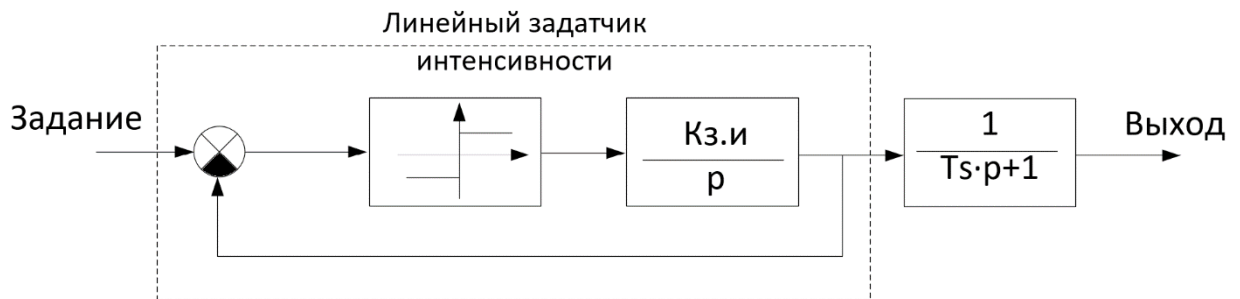 Линейный задатчик
интенсивности
Задание
Кз.и
р
1
Ts·p+1
Выход